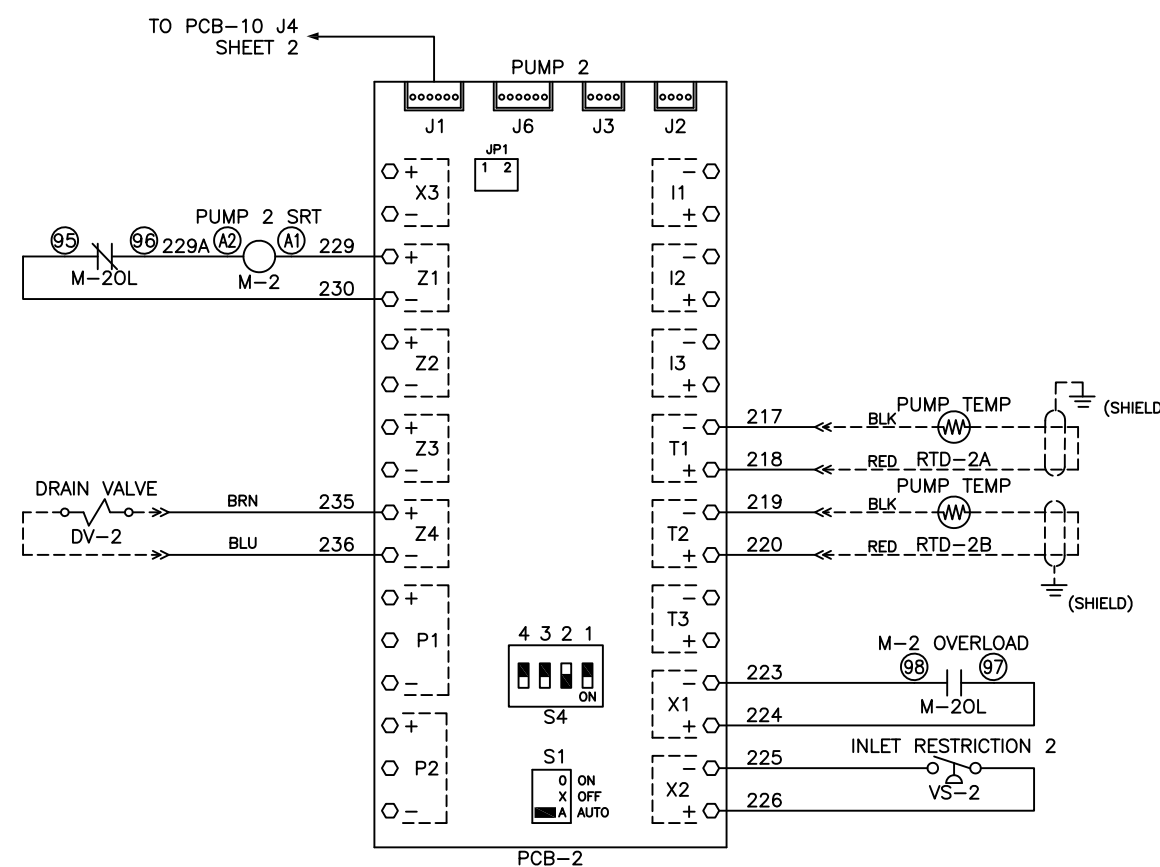 TO PCB-10 J4
SHEET 2
PUMP 2
J1 J6 J3 J2
JP1
1 2
+ X3 -
PUMP 2 SRT
95 96 229A A2 A1 229
M-2OL M-2
+ Z1 -
230
+ Z2 -
+ Z3 -
DRAIN VALVE
BRN 235
DV-2
BLU 236
+ Z4 -
+ P1 -
+ P2 -
4 3 2 1
ON
S4
S1
O ON
X OFF
A AUTO
PCB-2
- I1 +
- I2 +
- I3 +
- T1 +
217 BLK PUMP TEMP
(SHIELD
218 RED RTD-2A
- T2 +
PUMP TEMP
219 BLK
220 RED RTD-2B
(SHIELD)
- T3 +
M-2 OVERLOAD
223 98 97
M-2OL
- X1 +
224
INLET RESTRICTION 2
225
VS-2
- X2 +
226